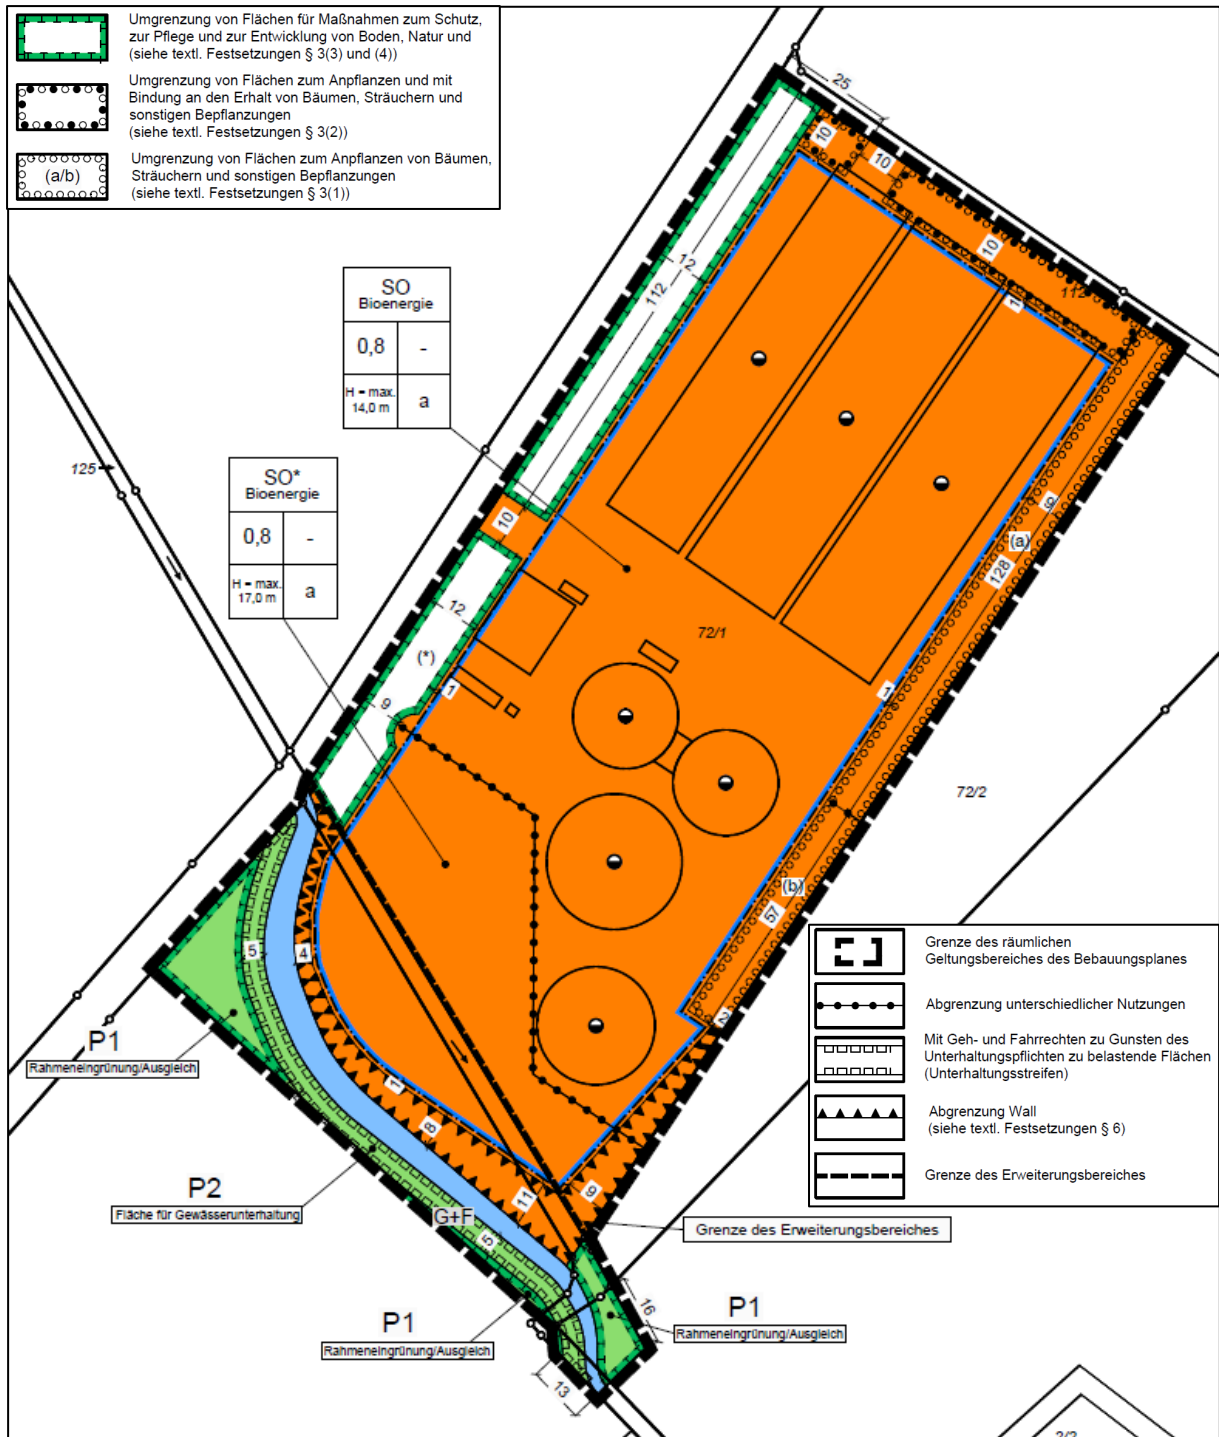 Umgrenzung von Flächen für Maßnahmen zum Schutz,
zur Pflege und zur Entwicklung von Boden, Natur und
(siehe textl. Festsetzungen § 3(3) und (4))
Umgrenzung von Flächen zum Anpflanzen und mit
Bindung an den Erhalt von Bäumen, Sträuchern und
sonstigen Bepflanzungen
(siehe textl. Festsetzungen § 3(2))
(a/b)
Umgrenzung von Flächen zum Anpflanzen von Bäumen,
Sträuchern und sonstigen Bepflanzungen
(siehe textl. Festsetzungen § 3(1))
25
10
10
10
112
1
12
112
SO
Bioenergie
0,8 -
H = max.
14,0 m
a
125
SO*
Bioenergie
0,8 -
H = max.
17,0 m
a
10
12
(*)
9
1
72/1
9
(a)
128
1
72/2
(b)
57
2
5
4
1
8
11
9
5
G+F
P1
Rahmeneingrünung/Ausgleich
P2
Fläche für Gewässerunterhaltung
P1
Rahmeneingrünung/Ausgleich
P1
Rahmeneingrünung/Ausgleich
16
13
Grenze des Erweiterungsbereiches
Grenze des räumlichen
Geltungsbereiches des Bebauungsplanes
Abgrenzung unterschiedlicher Nutzungen
Mit Geh- und Fahrrechten zu Gunsten des
Unterhaltungspflichten zu belastende Flächen
(Unterhaltungsstreifen)
Abgrenzung Wall
(siehe textl. Festsetzungen § 6)
Grenze des Erweiterungsbereiches